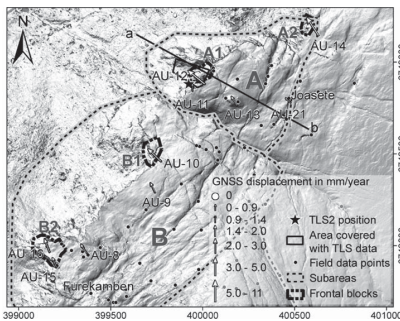 N
a
A1
A2
AU-14
AU-12
A
AU-11
AU-13
Joasete
AU-21
b
B1
AU-10
AU-9
B
B2
AU-8
AU-15
Furekamben
GNSS displacement in mm/year
0
0 - 0.9
0.9 - 1.4
1.4 - 2.0
2.0 - 3.0
3.0 - 5.0
5.0 - 11
TLS2 position
Area covered
with TLS data
Field data points
Subareas
Frontal blocks
399000
399500
400000
400500
401000